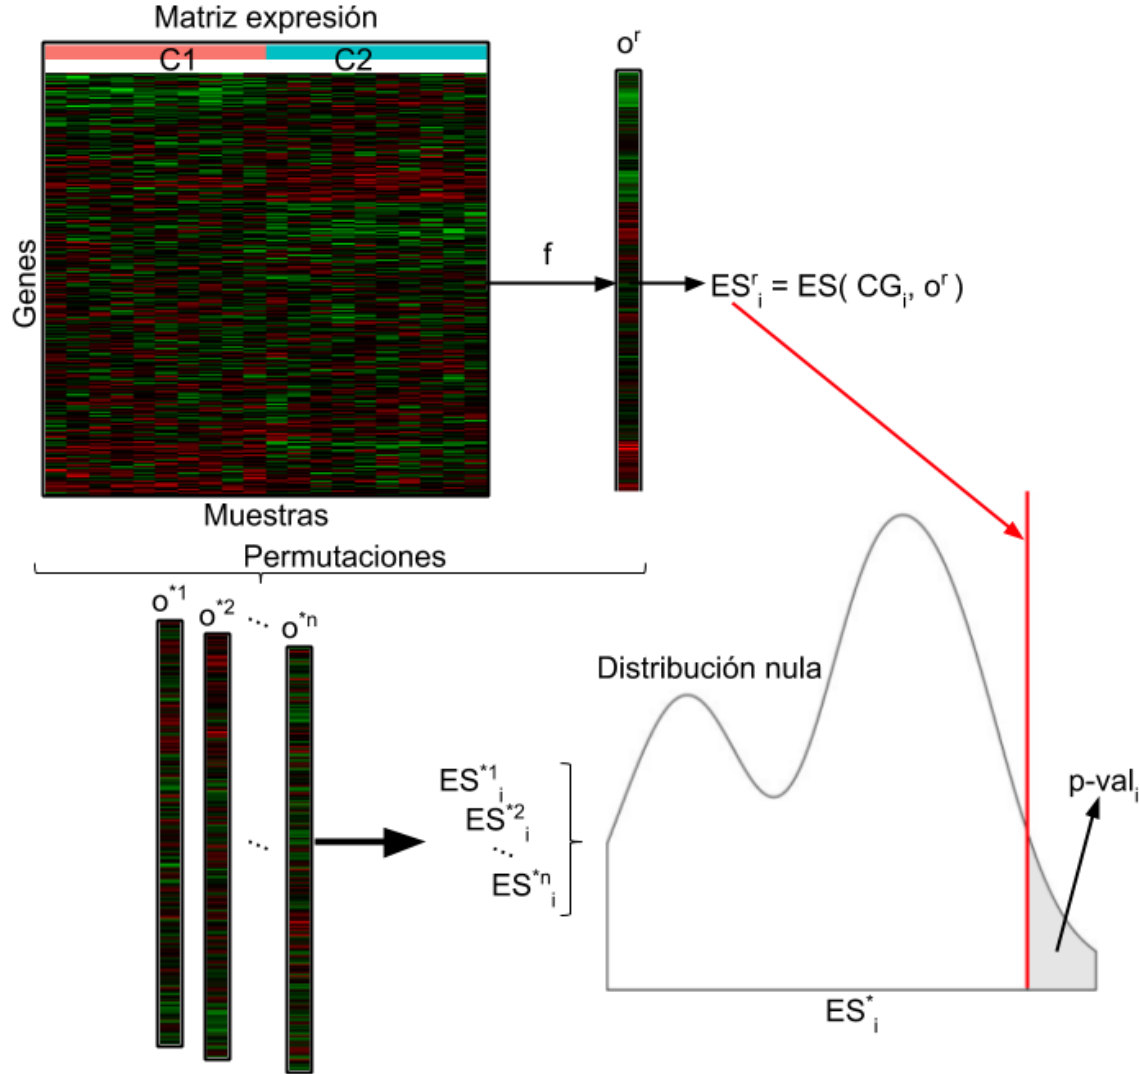 Matriz expresión
C1 C2
Genes
Muestras
o^r
f
ES^r_i = ES( CG_i, o^r )
Permutaciones
o^*1
o^*2
...
o^*n
...
ES^*1_i
ES^*2_i
...
ES^*n_i
Distribución nula
p-val_i
ES^*_i